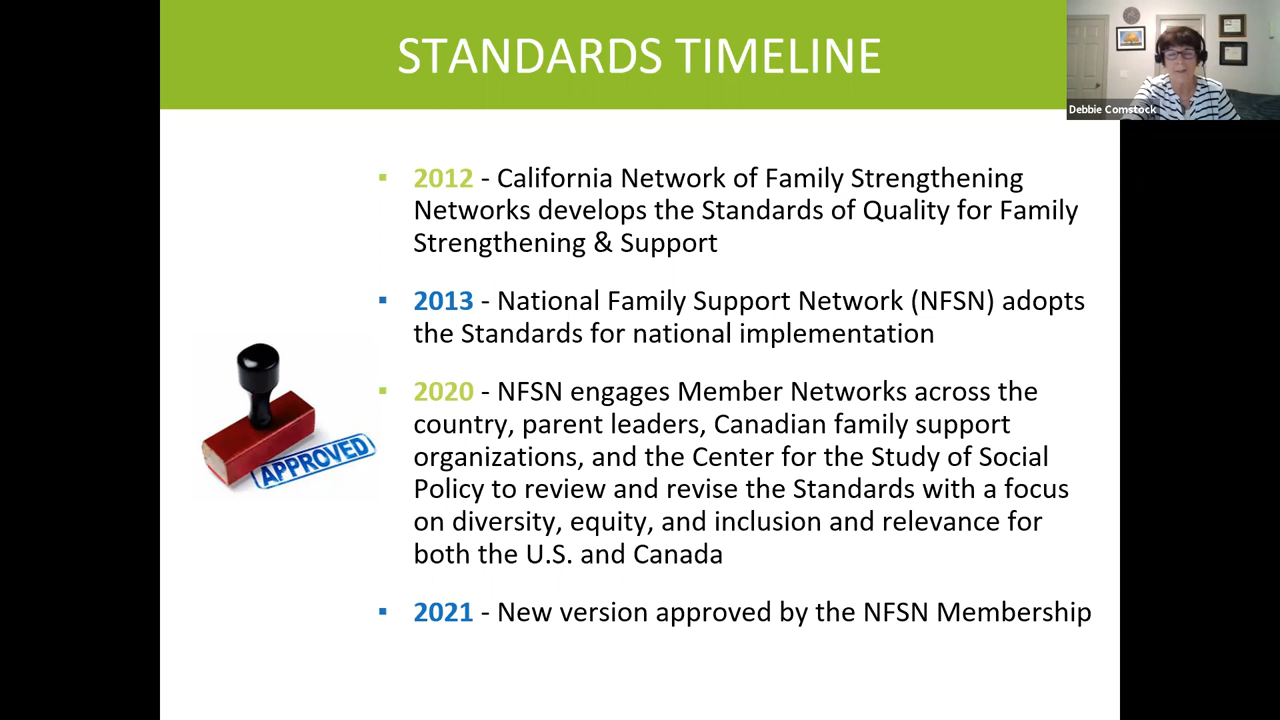 STANDARDS TIMELINE
Debbie Comstock
▪ 2012 - California Network of Family Strengthening
Networks develops the Standards of Quality for Family
Strengthening & Support
▪ 2013 - National Family Support Network (NFSN) adopts
the Standards for national implementation
▪ 2020 - NFSN engages Member Networks across the
country, parent leaders, Canadian family support
organizations, and the Center for the Study of Social
Policy to review and revise the Standards with a focus
on diversity, equity, and inclusion and relevance for
both the U.S. and Canada
▪ 2021 - New version approved by the NFSN Membership
APPROVED